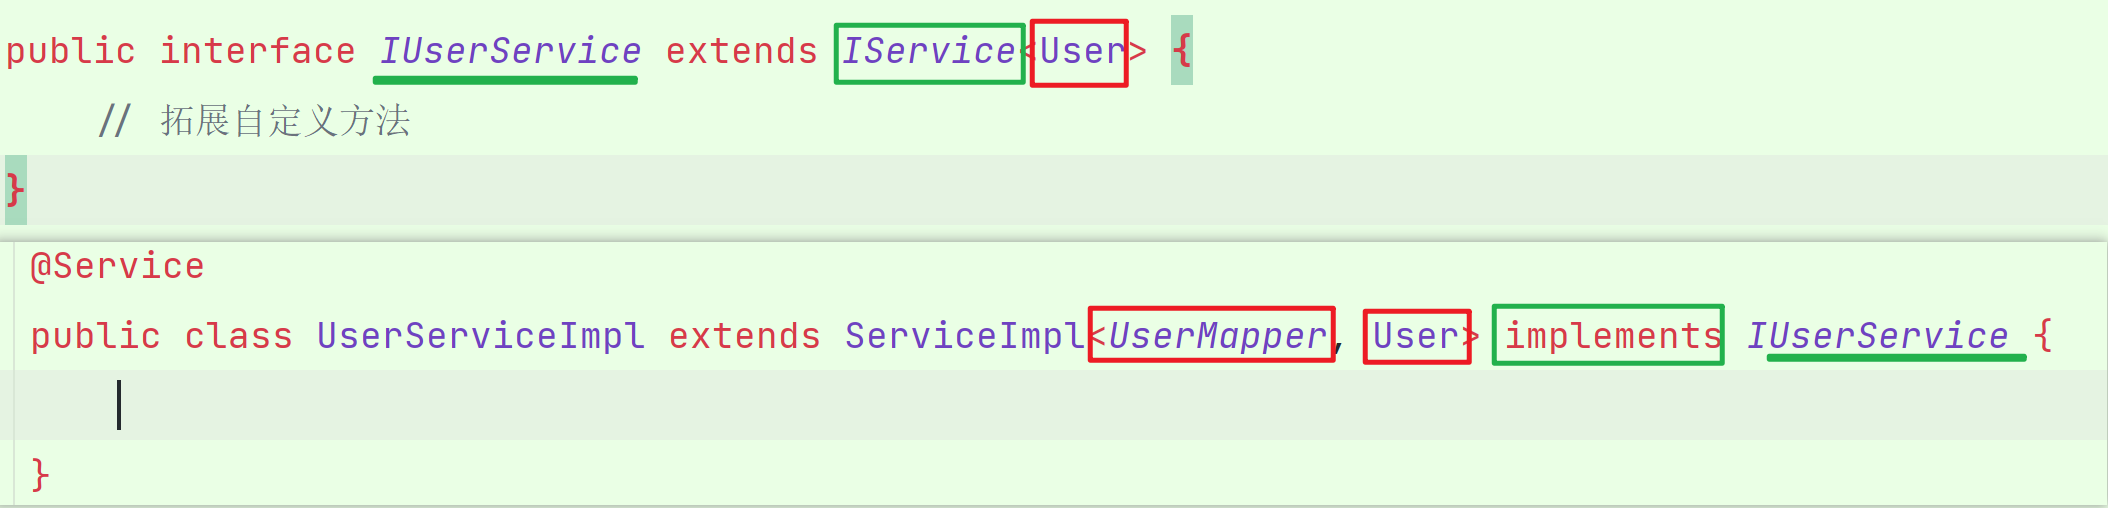 public interface IUserService extends IService<User> {
// 拓展自定义方法
}
@Service
public class UserServiceImpl extends ServiceImpl<UserMapper, User> implements IUserService {
}